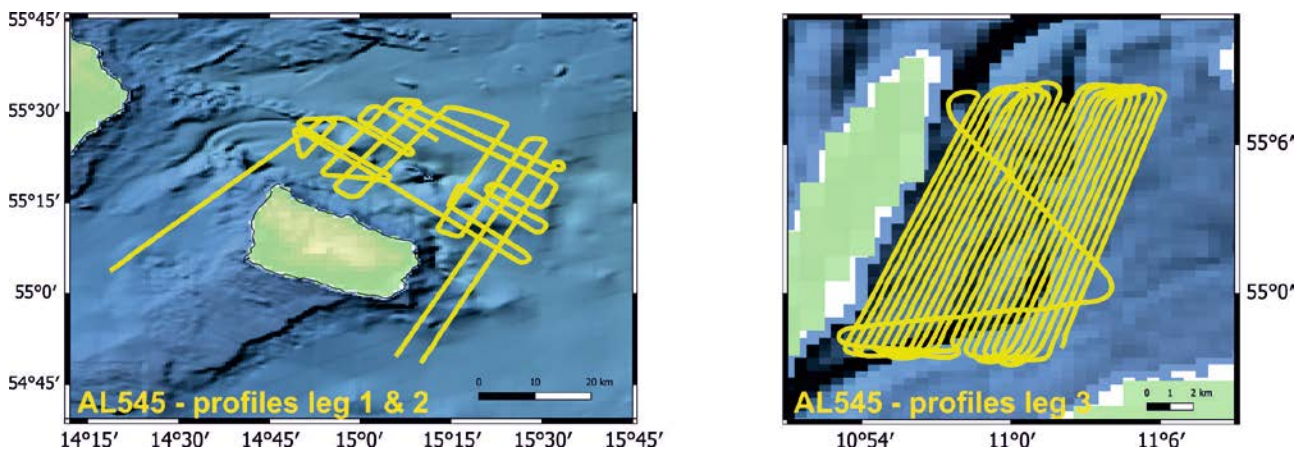 55°45′
55°30′
55°15′
55°0′
54°45′
0 10 20 km
AL545 - profiles leg 1 & 2
14°15′ 14°30′ 14°45′ 15°0′ 15°15′ 15°30′ 15°45′
55°6′
55°0′
0 1 2 km
AL545 - profiles leg 3
10°54′ 11°0′ 11°6′